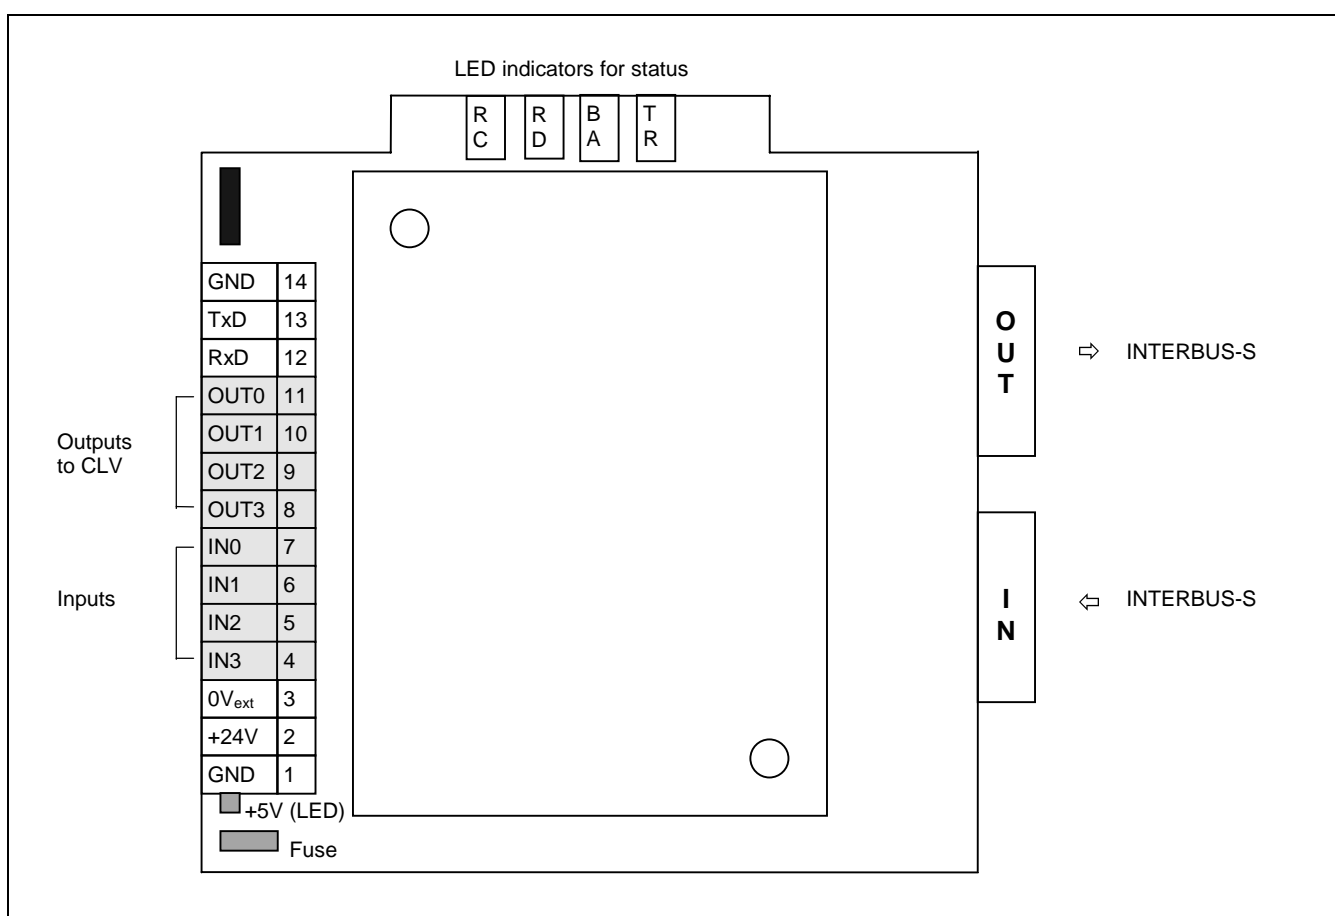 LED indicators for status
R C
R D
B A
T R
GND 14
TxD 13
RxD 12
OUT0 11
OUT1 10
OUT2 9
OUT3 8
IN0 7
IN1 6
IN2 5
IN3 4
0Vext 3
+24V 2
GND 1
+5V (LED)
Fuse
Outputs
to CLV
Inputs
OUT
INTERBUS-S
IN
INTERBUS-S